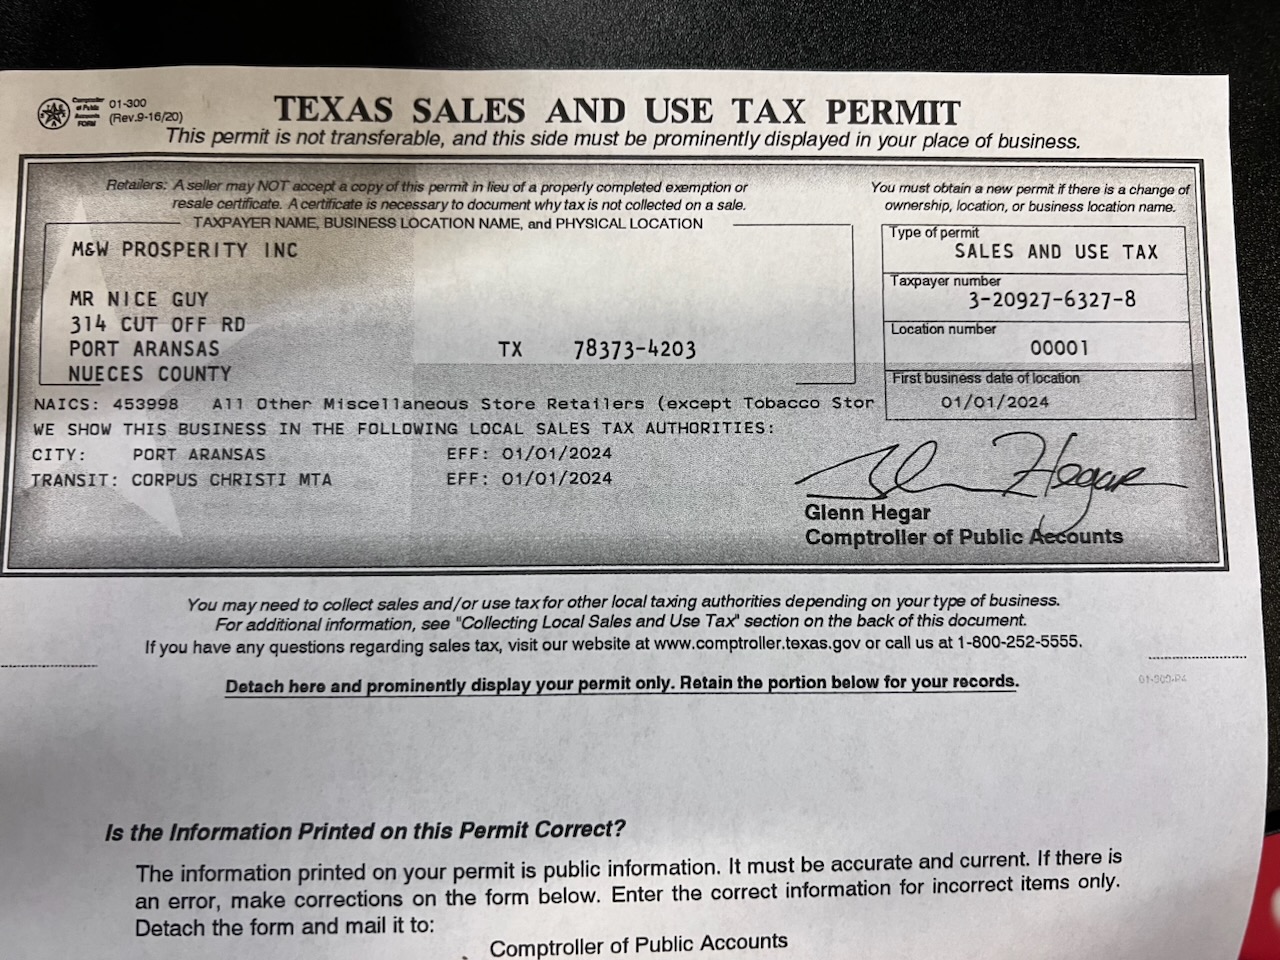 Comptroller of Public Accounts FORM
01-300
(Rev.9-16/20)
TEXAS SALES AND USE TAX PERMIT
This permit is not transferable, and this side must be prominently displayed in your place of business.
Retailers: A seller may NOT accept a copy of this permit in lieu of a properly completed exemption or
resale certificate. A certificate is necessary to document why tax is not collected on a sale.
You must obtain a new permit if there is a change of
ownership, location, or business location name.
TAXPAYER NAME, BUSINESS LOCATION NAME, and PHYSICAL LOCATION
M&W PROSPERITY INC
MR NICE GUY
314 CUT OFF RD
PORT ARANSAS TX 78373-4203
NUECES COUNTY
Type of permit
SALES AND USE TAX
Taxpayer number
3-20927-6327-8
Location number
00001
First business date of location
01/01/2024
NAICS: 453998 All Other Miscellaneous Store Retailers (except Tobacco Stor
WE SHOW THIS BUSINESS IN THE FOLLOWING LOCAL SALES TAX AUTHORITIES:
CITY: PORT ARANSAS EFF: 01/01/2024
TRANSIT: CORPUS CHRISTI MTA EFF: 01/01/2024
Glenn Hegar
Comptroller of Public Accounts
You may need to collect sales and/or use tax for other local taxing authorities depending on your type of business.
For additional information, see "Collecting Local Sales and Use Tax" section on the back of this document.
If you have any questions regarding sales tax, visit our website at www.comptroller.texas.gov or call us at 1-800-252-5555.
Detach here and prominently display your permit only. Retain the portion below for your records.
Is the Information Printed on this Permit Correct?
The information printed on your permit is public information. It must be accurate and current. If there is
an error, make corrections on the form below. Enter the correct information for incorrect items only.
Detach the form and mail it to:
Comptroller of Public Accounts